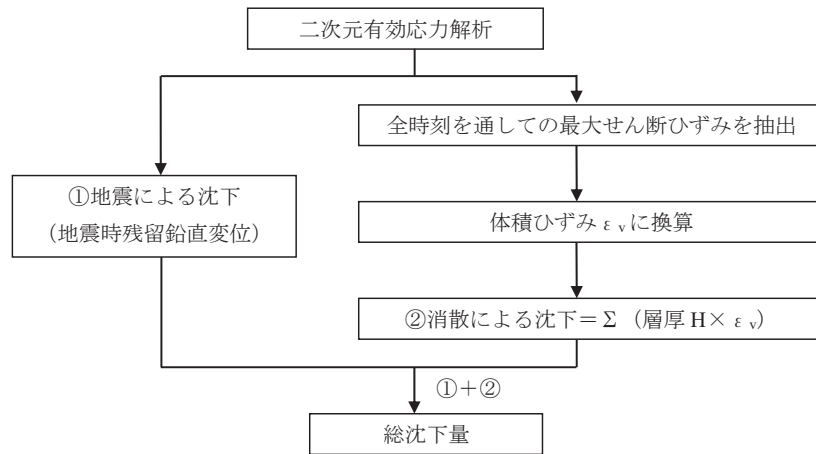 二次元有効応力解析
全時刻を通しての最大せん断ひずみを抽出
①地震による沈下
（地震時残留鉛直変位）
体積ひずみ εv に換算
②消散による沈下＝Σ（層厚 H× εv）
①＋②
総沈下量